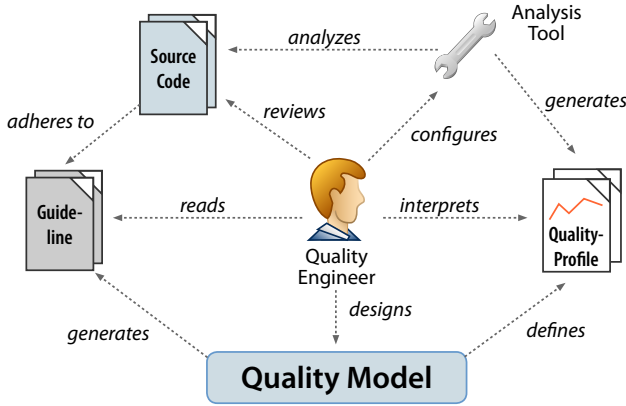 Analysis
Tool
analyzes
Source
Code
generates
reviews
adheres to
configures
Guide-
line
reads
interprets
Quality-
Profile
Quality
Engineer
designs
generates
defines
Quality Model